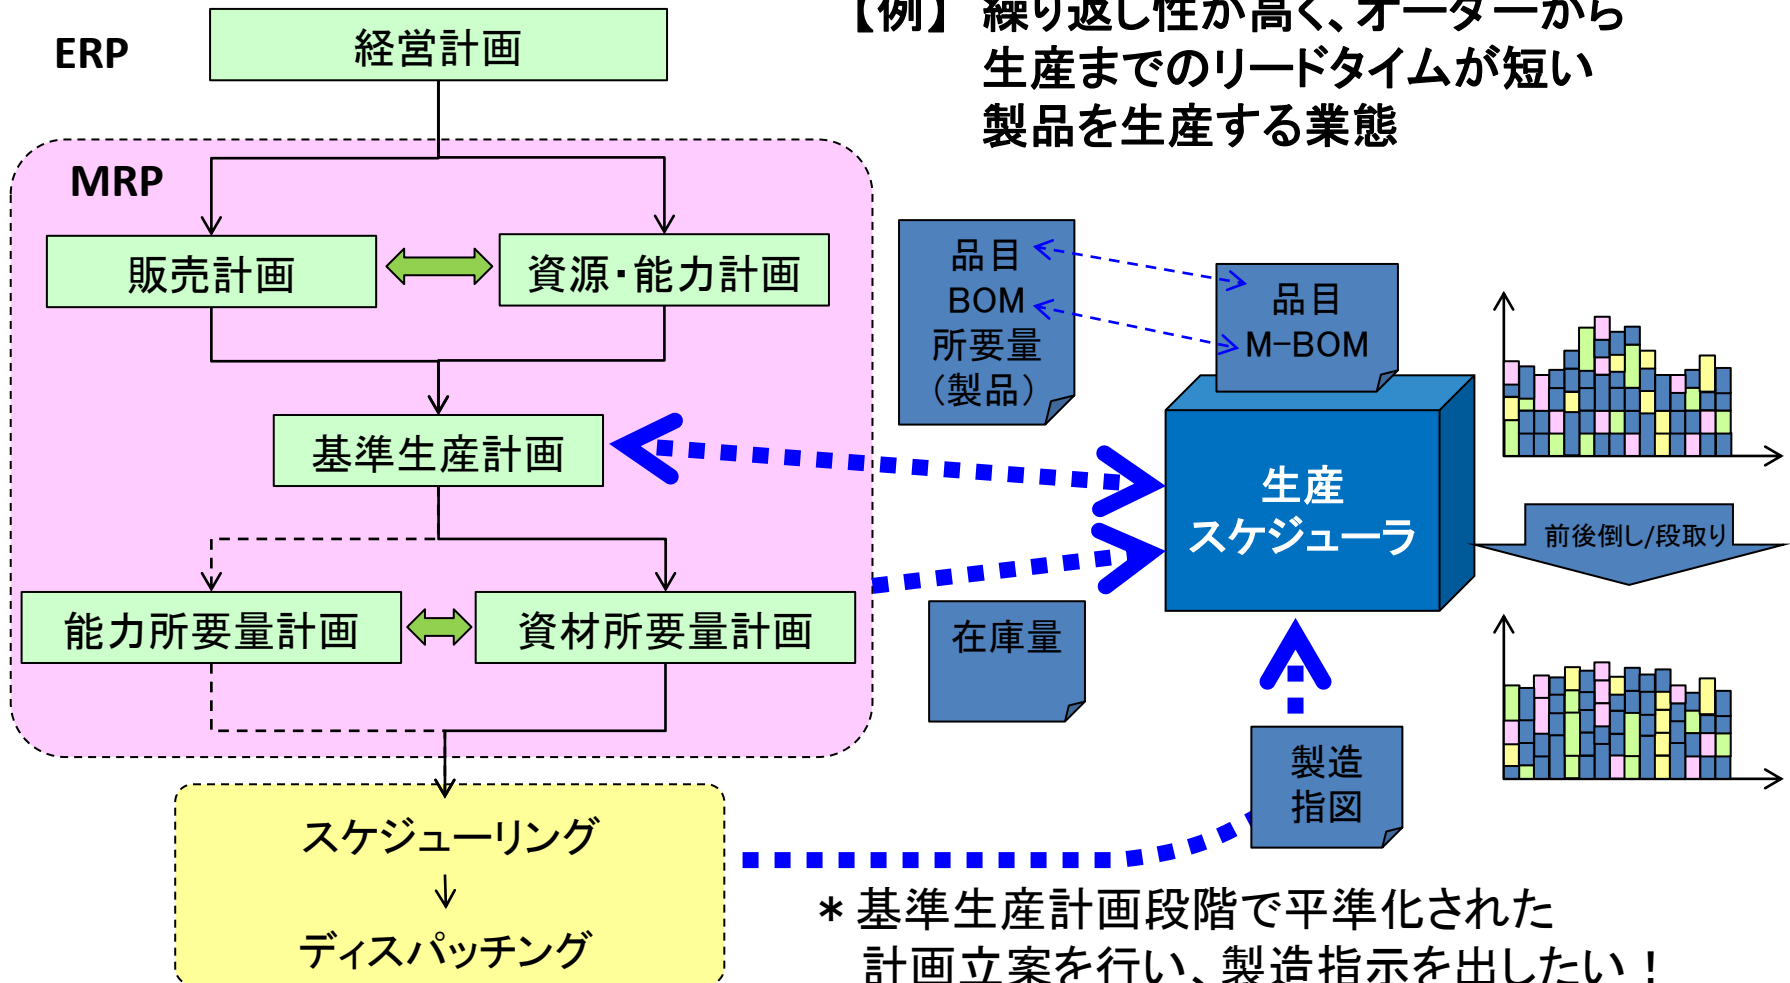 【例】 繰り返し性が高く、オーダーから
生産までのリードタイムが短い
製品を生産する業態
ERP
経営計画
MRP
販売計画
資源・能力計画
基準生産計画
能力所要量計画
資材所要量計画
スケジューリング
ディスパッチング
品目
BOM
所要量
（製品）
品目
M-BOM
生産
スケジューラ
前後倒し/段取り
在庫量
製造
指図
* 基準生産計画段階で平準化された
計画立案を行い、製造指示を出したい！